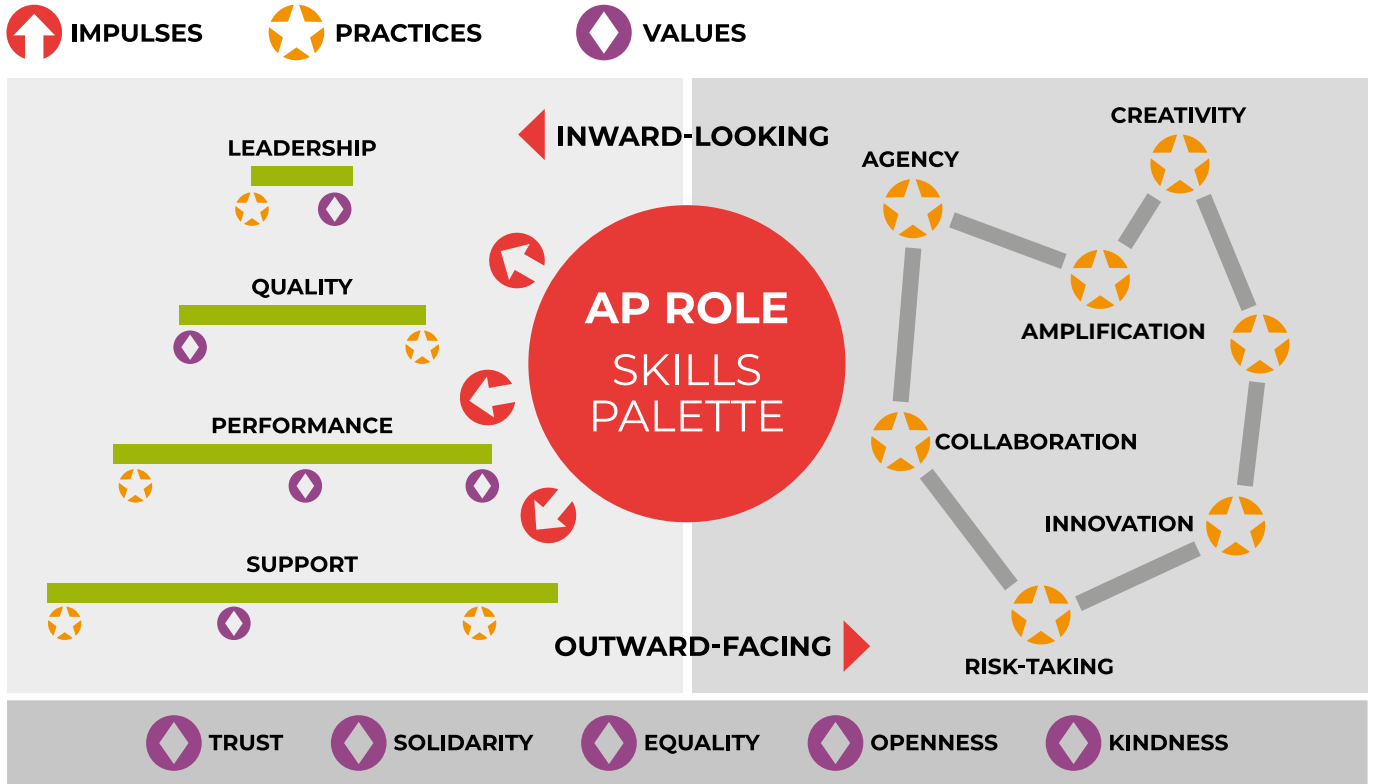 IMPULSES
PRACTICES
VALUES
LEADERSHIP
QUALITY
PERFORMANCE
SUPPORT
INWARD-LOOKING
AP ROLE
SKILLS
PALETTE
OUTWARD-FACING
CREATIVITY
AGENCY
AMPLIFICATION
COLLABORATION
INNOVATION
RISK-TAKING
TRUST
SOLIDARITY
EQUALITY
OPENNESS
KINDNESS